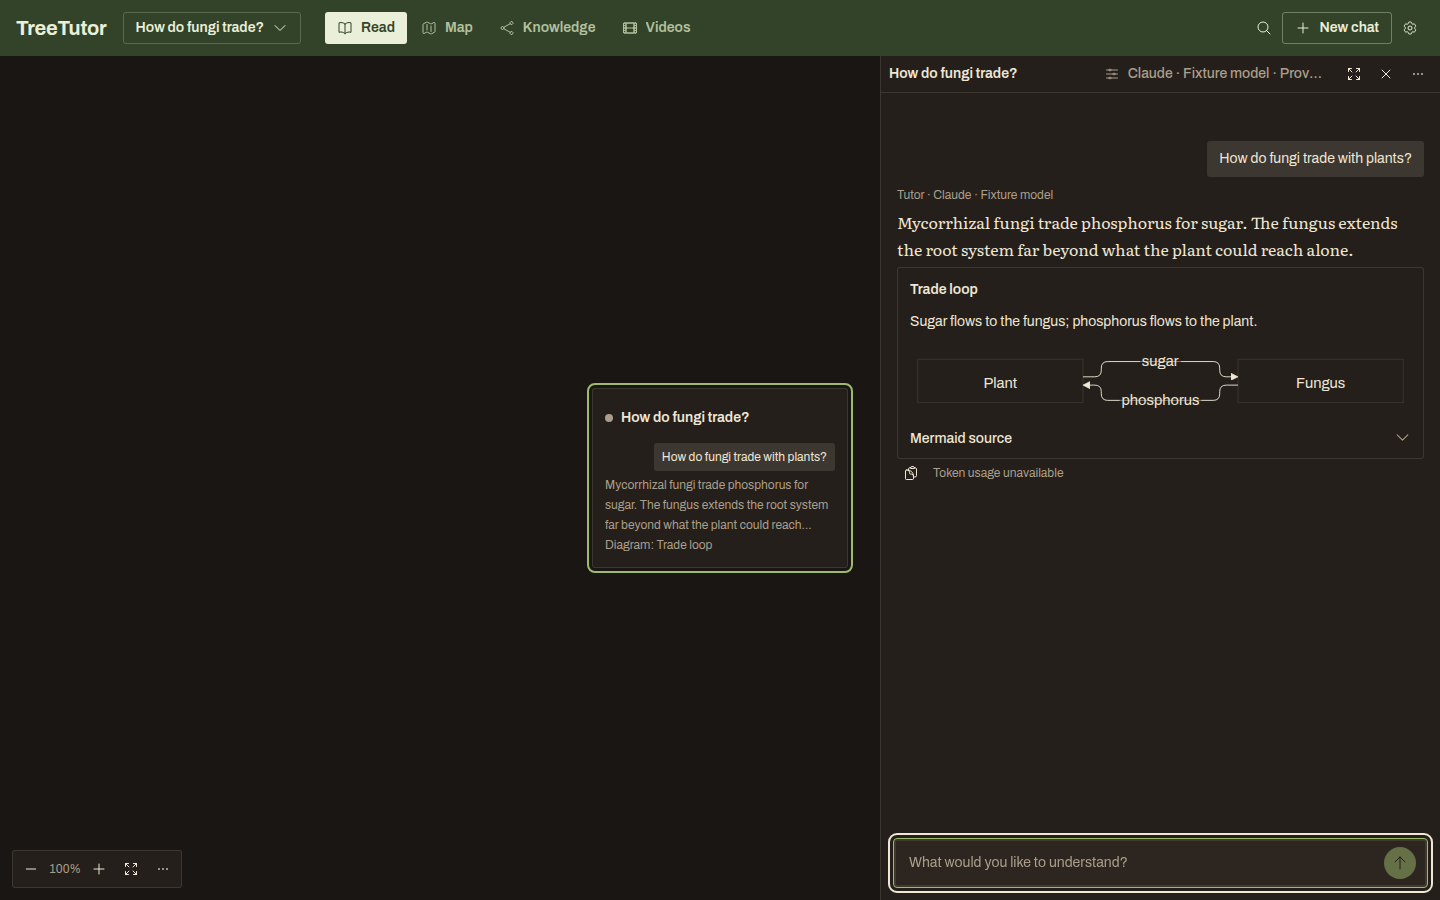 TreeTutor
How do fungi trade?
Read
Map
Knowledge
Videos
New chat
How do fungi trade?
How do fungi trade with plants?
Mycorrhizal fungi trade phosphorus for
sugar. The fungus extends the root system
far beyond what the plant could reach...
Diagram: Trade loop
100%
How do fungi trade?
Claude · Fixture model · Prov...
How do fungi trade with plants?
Tutor · Claude · Fixture model
Mycorrhizal fungi trade phosphorus for sugar. The fungus extends
the root system far beyond what the plant could reach alone.
Trade loop
Sugar flows to the fungus; phosphorus flows to the plant.
sugar
Plant
Fungus
phosphorus
Mermaid source
Token usage unavailable
What would you like to understand?